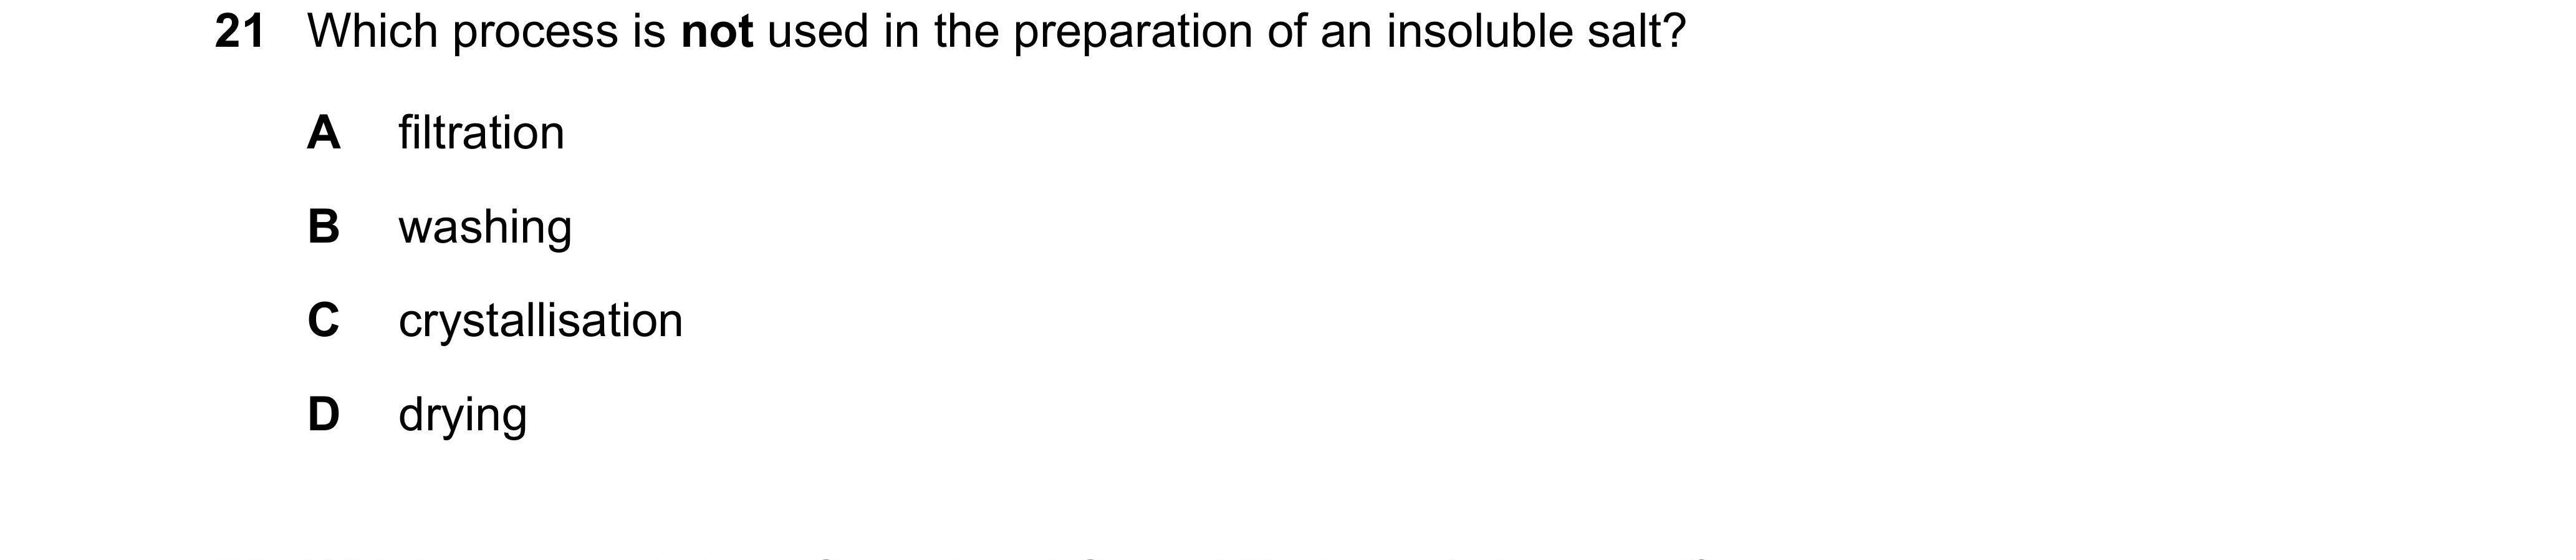 21 Which process is not used in the preparation of an insoluble salt?
A filtration
B washing
C crystallisation
D drying